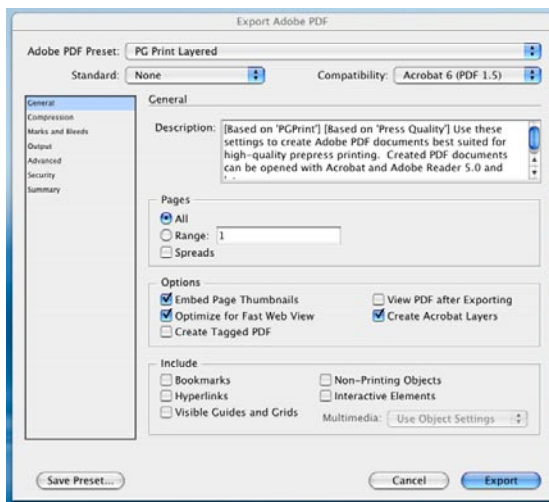 Export Adobe PDF
Adobe PDF Preset: PG Print Layered
Standard: None Compatibility: Acrobat 6 (PDF 1.5)
General
Compression
Marks and Bleeds
Output
Advanced
Security
Summary
General
Description: [Based on 'PGPrint'] [Based on 'Press Quality'] Use these
settings to create Adobe PDF documents best suited for
high-quality prepress printing. Created PDF documents
can be opened with Acrobat and Adobe Reader 5.0 and
Pages
All
Range: 1
Spreads
Options
Embed Page Thumbnails View PDF after Exporting
Optimize for Fast Web View Create Acrobat Layers
Create Tagged PDF
Include
Bookmarks Non-Printing Objects
Hyperlinks Interactive Elements
Visible Guides and Grids Multimedia: Use Object Settings
Save Preset... Cancel Export